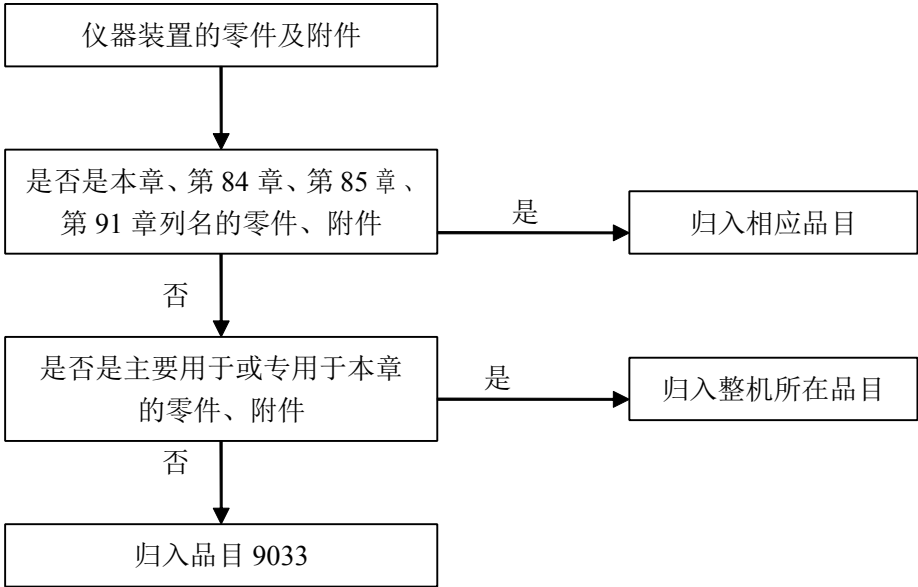 仪器装置的零件及附件
是否是本章、第 84 章、第 85 章、
第 91 章列名的零件、附件
是
归入相应品目
否
是否是主要用于或专用于本章
的零件、附件
是
归入整机所在品目
否
归入品目 9033